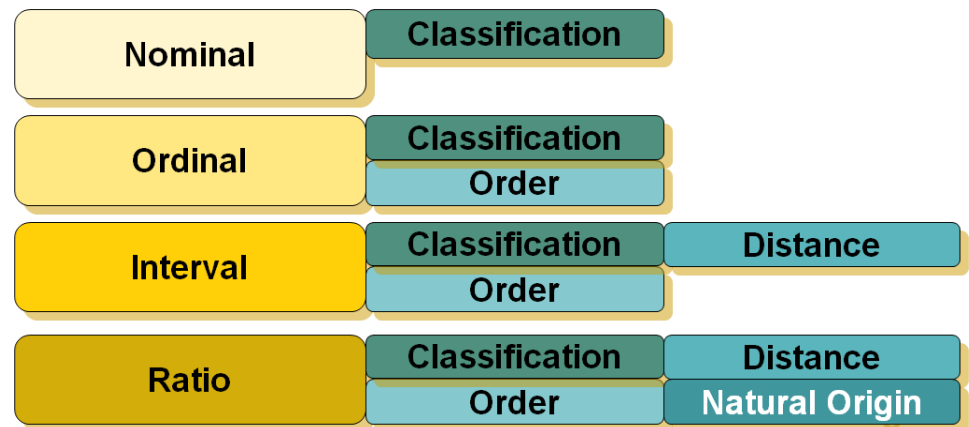 Nominal
Classification
Ordinal
Classification
Order
Interval
Classification
Distance
Order
Ratio
Classification
Distance
Order
Natural Origin